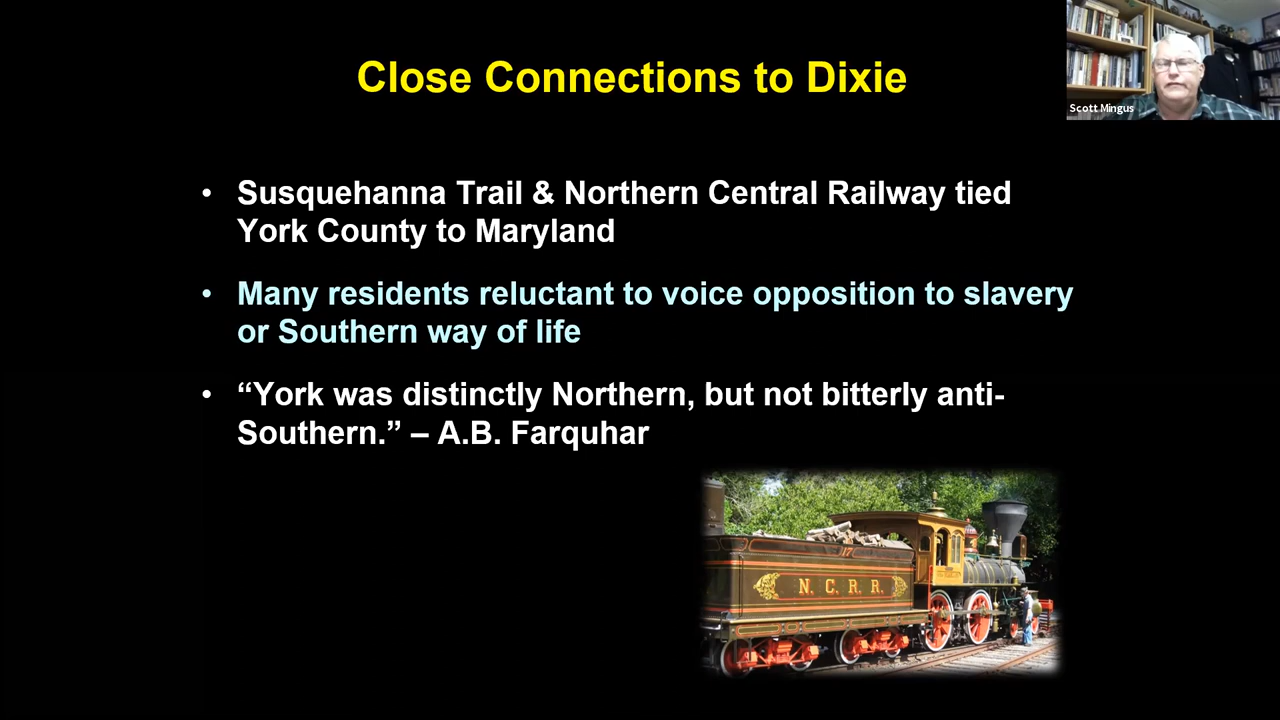 Close Connections to Dixie
Scott Mingus
• Susquehanna Trail & Northern Central Railway tied
York County to Maryland
• Many residents reluctant to voice opposition to slavery
or Southern way of life
• “York was distinctly Northern, but not bitterly anti-
Southern.” – A.B. Farquhar
17
N. C. R. R.